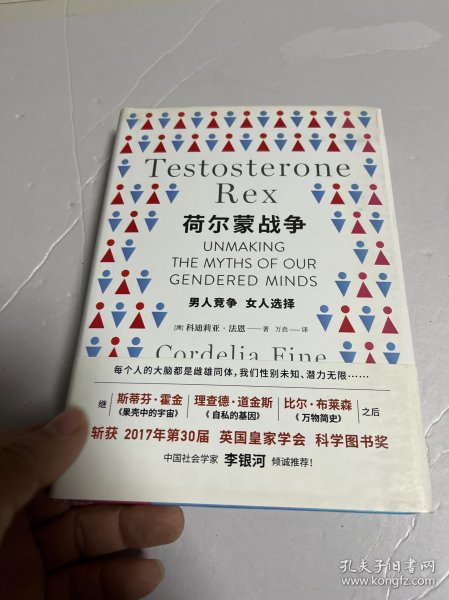 Testosterone
Rex
荷尔蒙战争
UNMAKING
THE MYTHS OF OUR
GENDERED MINDS
男人竞争 女人选择
[澳]科迪莉亚·法恩——著 万垚——译
Cordelia Fine
每个人的大脑都是雌雄同体，我们性别未知、潜力无限……
继 斯蒂芬·霍金 理查德·道金斯 比尔·布莱森 之后
《果壳中的宇宙》 《自私的基因》 《万物简史》
斩获 2017年第30届 英国皇家学会 科学图书奖
中国社会学家 李银河 倾诚推荐！
孔夫子旧书网
www.kongfz.com